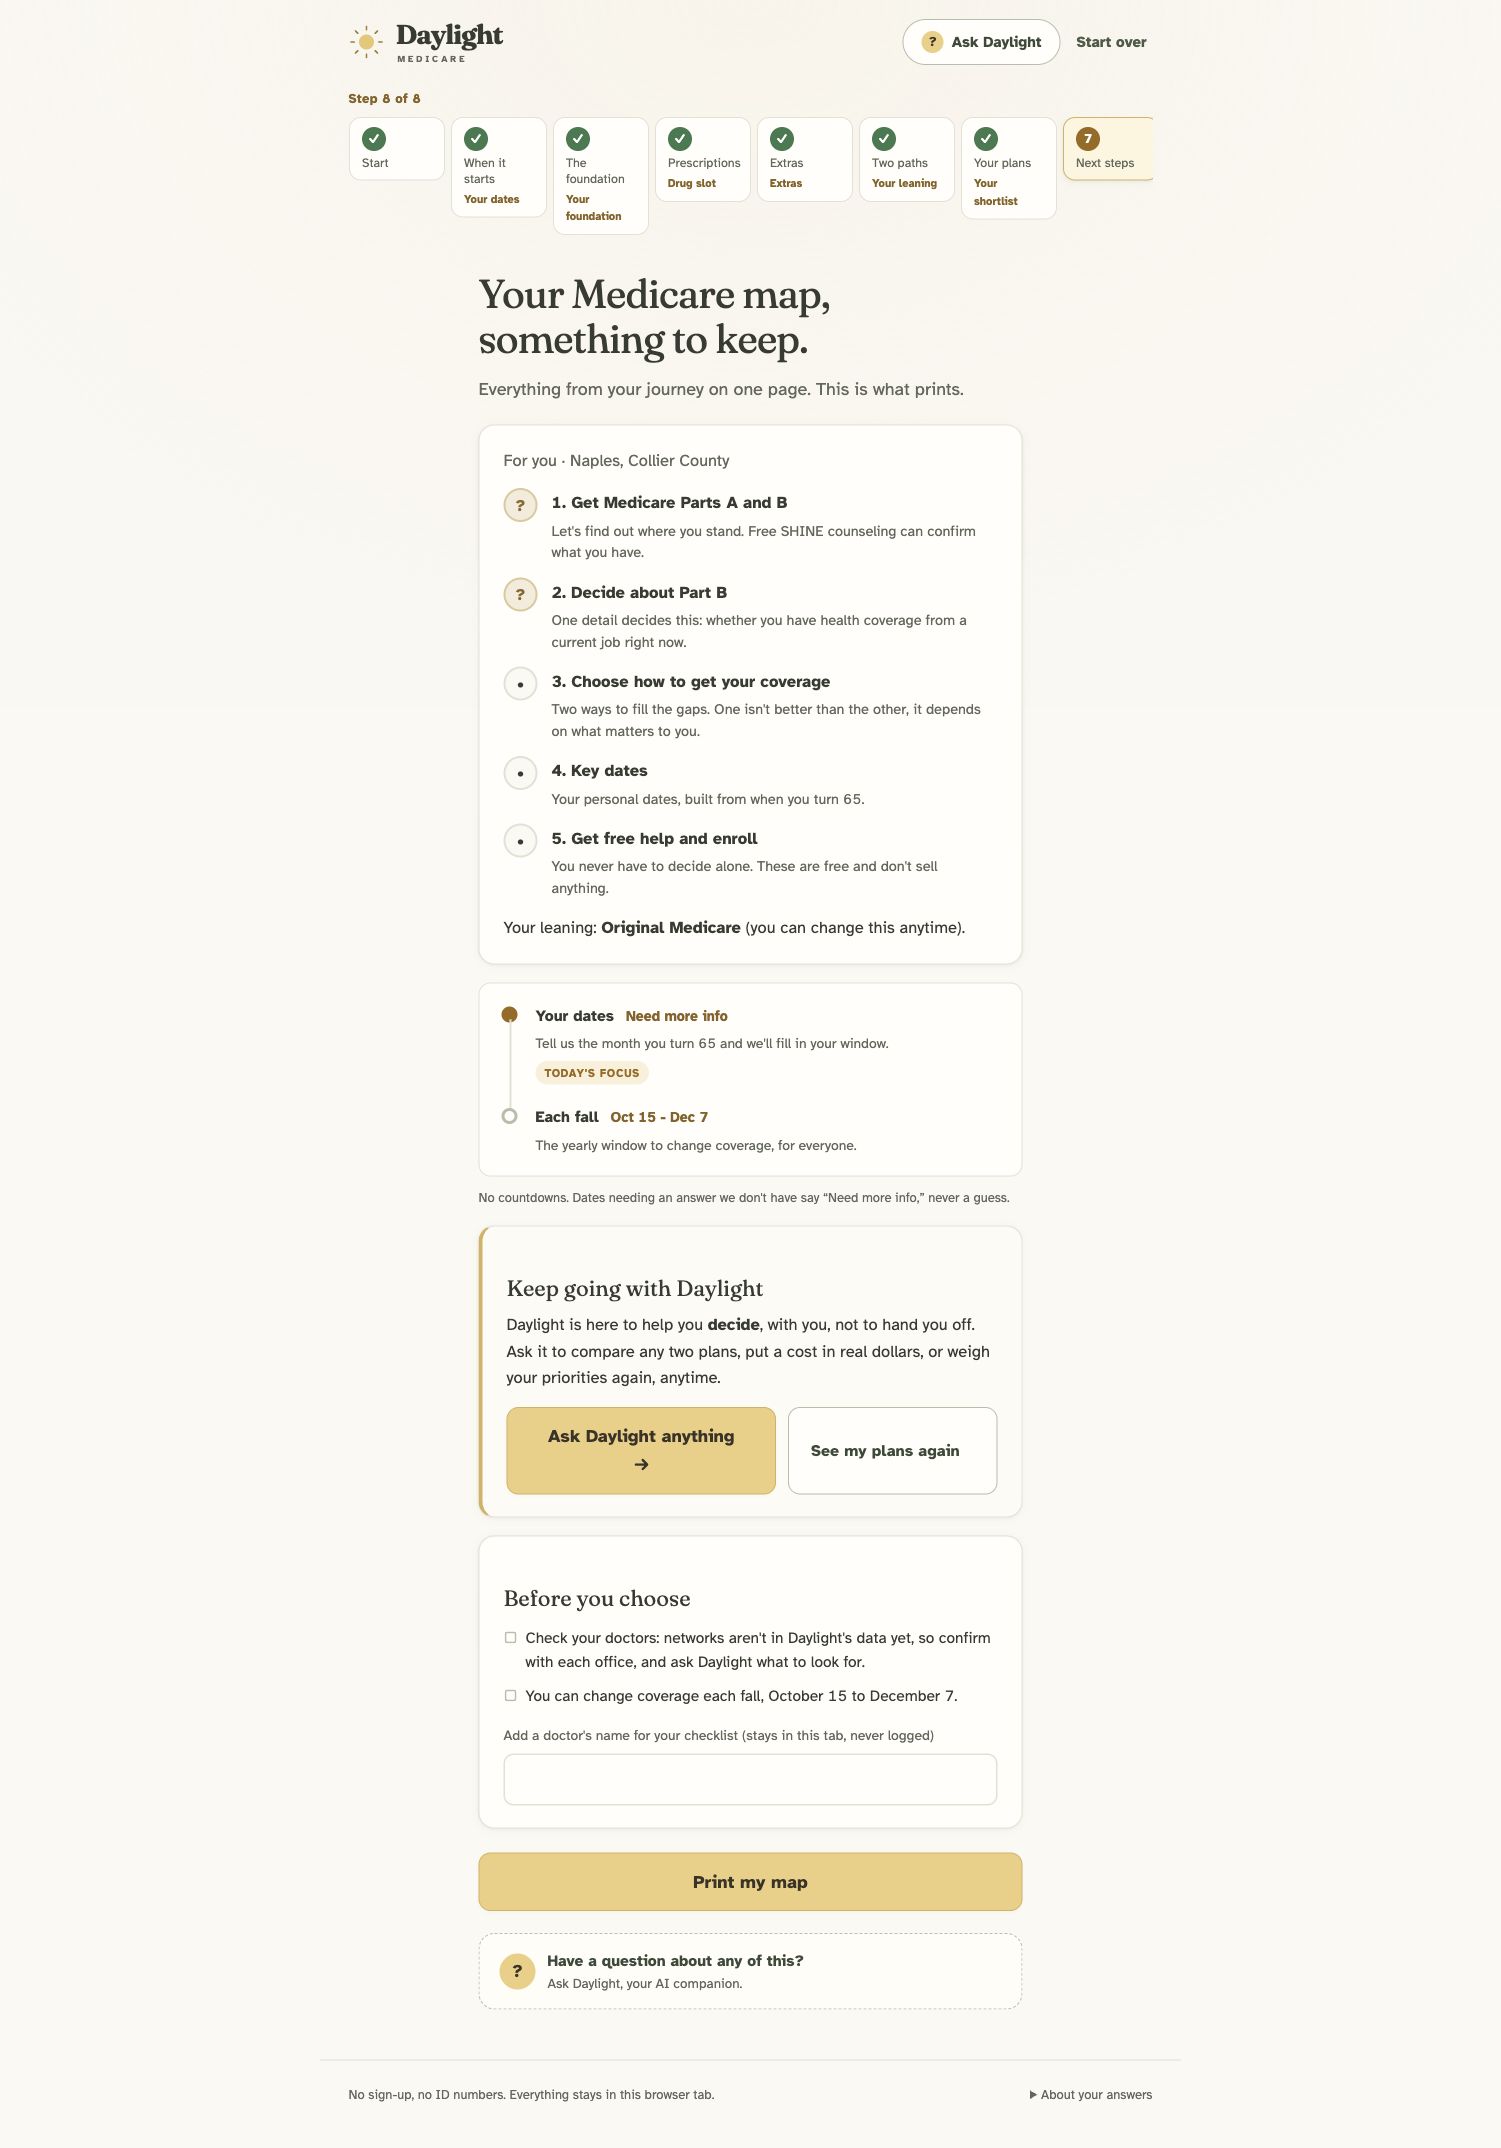 Daylight
MEDICARE
? Ask Daylight
Start over
Step 8 of 8
Start
When it
starts
Your dates
The
foundation
Your
foundation
Prescriptions
Drug slot
Extras
Extras
Two paths
Your leaning
Your plans
Your
shortlist
7
Next steps
Your Medicare map,
something to keep.
Everything from your journey on one page. This is what prints.
For you · Naples, Collier County
? 1. Get Medicare Parts A and B
Let's find out where you stand. Free SHINE counseling can confirm
what you have.
? 2. Decide about Part B
One detail decides this: whether you have health coverage from a
current job right now.
• 3. Choose how to get your coverage
Two ways to fill the gaps. One isn't better than the other, it depends
on what matters to you.
• 4. Key dates
Your personal dates, built from when you turn 65.
• 5. Get free help and enroll
You never have to decide alone. These are free and don't sell
anything.
Your leaning: Original Medicare (you can change this anytime).
Your dates Need more info
Tell us the month you turn 65 and we'll fill in your window.
TODAY'S FOCUS
Each fall Oct 15 - Dec 7
The yearly window to change coverage, for everyone.
No countdowns. Dates needing an answer we don't have say “Need more info,” never a guess.
Keep going with Daylight
Daylight is here to help you decide, with you, not to hand you off.
Ask it to compare any two plans, put a cost in real dollars, or weigh
your priorities again, anytime.
Ask Daylight anything
→
See my plans again
Before you choose
Check your doctors: networks aren't in Daylight's data yet, so confirm
with each office, and ask Daylight what to look for.
You can change coverage each fall, October 15 to December 7.
Add a doctor's name for your checklist (stays in this tab, never logged)
Print my map
? Have a question about any of this?
Ask Daylight, your AI companion.
No sign-up, no ID numbers. Everything stays in this browser tab.
▶ About your answers